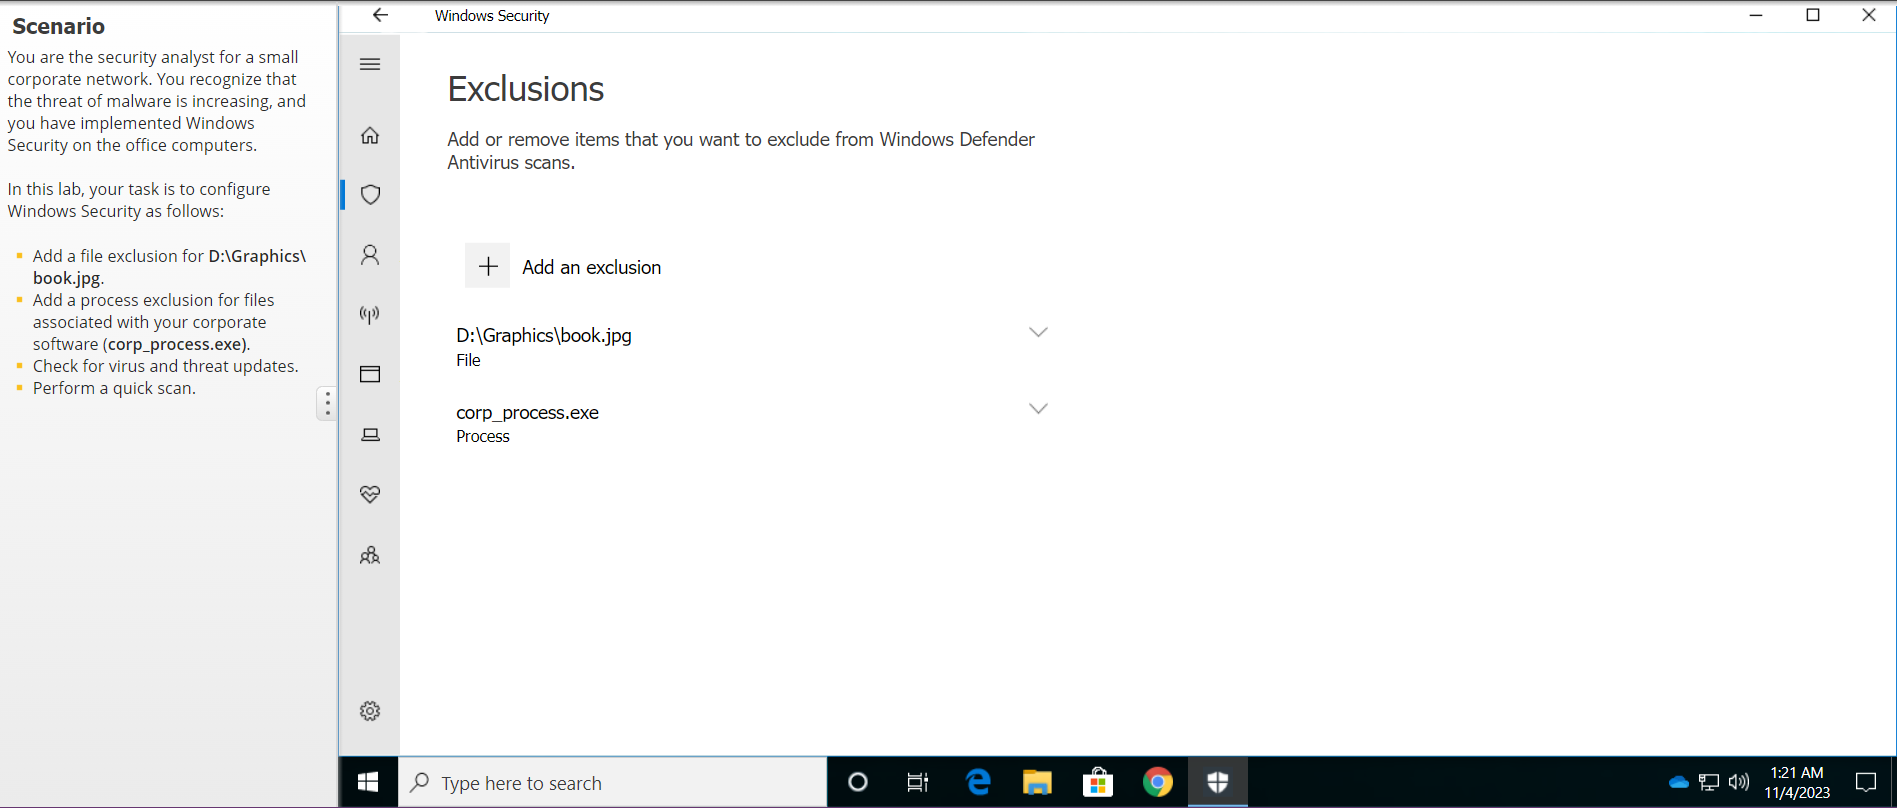 Scenario
You are the security analyst for a small
corporate network. You recognize that
the threat of malware is increasing, and
you have implemented Windows
Security on the office computers.
In this lab, your task is to configure
Windows Security as follows:
Add a file exclusion for D:\Graphics\
book.jpg.
Add a process exclusion for files
associated with your corporate
software (corp_process.exe).
Check for virus and threat updates.
Perform a quick scan.
Windows Security
Exclusions
Add or remove items that you want to exclude from Windows Defender
Antivirus scans.
Add an exclusion
D:\Graphics\book.jpg
File
corp_process.exe
Process
Type here to search
1:21 AM
11/4/2023